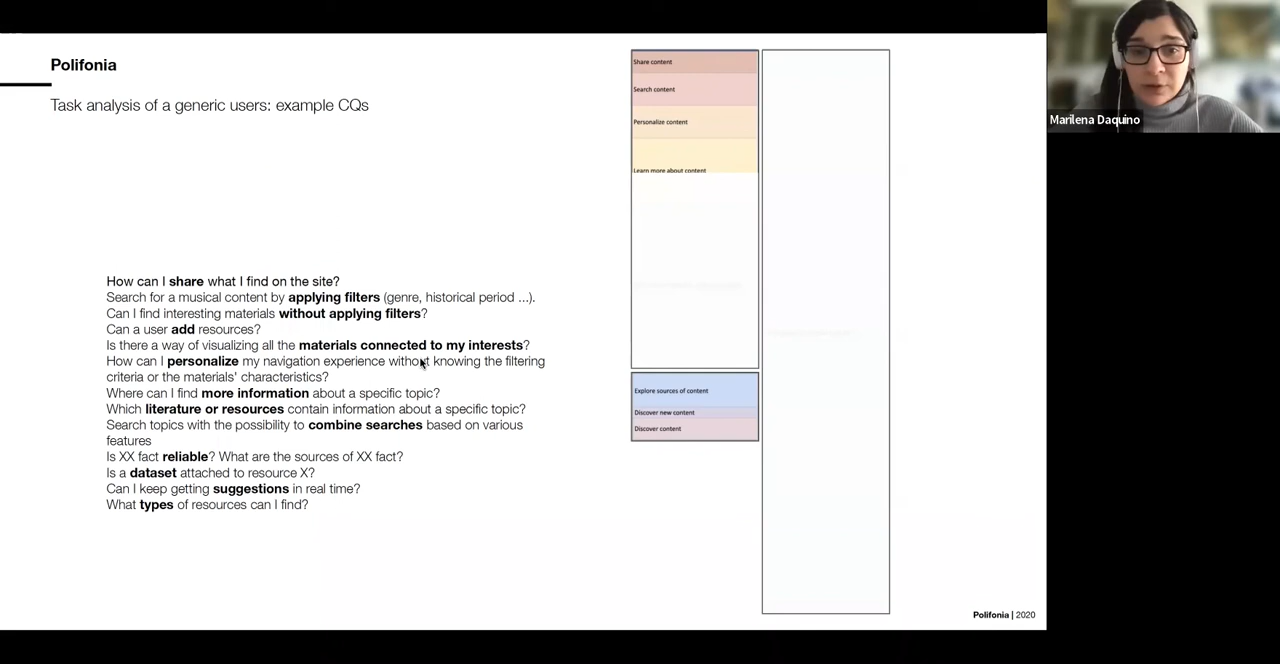 Polifonia
Task analysis of a generic users: example CQs
How can I share what I find on the site?
Search for a musical content by applying filters (genre, historical period ...).
Can I find interesting materials without applying filters?
Can a user add resources?
Is there a way of visualizing all the materials connected to my interests?
How can I personalize my navigation experience without knowing the filtering
criteria or the materials' characteristics?
Where can I find more information about a specific topic?
Which literature or resources contain information about a specific topic?
Search topics with the possibility to combine searches based on various
features
Is XX fact reliable? What are the sources of XX fact?
Is a dataset attached to resource X?
Can I keep getting suggestions in real time?
What types of resources can I find?
Share content
Search content
Personalize content
Learn more about content
Explore sources of content
Discover new content
Discover content
Polifonia | 2020
Marilena Daquino